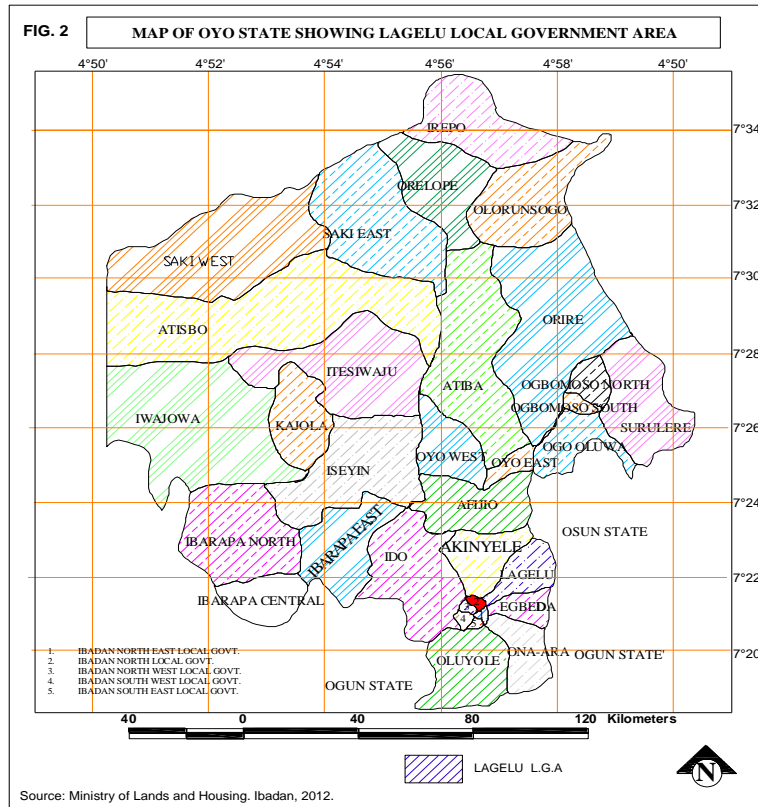 FIG. 2
MAP OF OYO STATE SHOWING LAGELU LOCAL GOVERNMENT AREA
4°50' 4°52' 4°54' 4°56' 4°58' 4°50'
7°34'
7°32'
7°30'
7°28'
7°26'
7°24'
7°22'
7°20'
IREPO
ORELOPE
OLORUNSOGO
SAKI EAST
SAKI WEST
ATISBO
ORIRE
ITESIWAJU
ATIBA
OGBOMOSO NORTH
OGBOMOSO SOUTH
IWAJOWA
KAJOLA
SURULERE
OGO OLUWA
OYO WEST
OYO EAST
ISEYIN
AFIJIO
OSUN STATE
IBARAPA NORTH
IBARAPA EAST
IDO
AKINYELE
LAGELU
IBARAPA CENTRAL
EGBEDA
4
5
ONA-ARA
OGUN STATE'
OLUYOLE
OGUN STATE
1. IBADAN NORTH EAST LOCAL GOVT.
2. IBADAN NORTH LOCAL GOVT.
3. IBADAN NORTH WEST LOCAL GOVT.
4. IBADAN SOUTH WEST LOCAL GOVT.
5. IBADAN SOUTH EAST LOCAL GOVT.
40 0 40 80 120 Kilometers
LAGELU L.G.A
N
Source: Ministry of Lands and Housing. Ibadan, 2012.